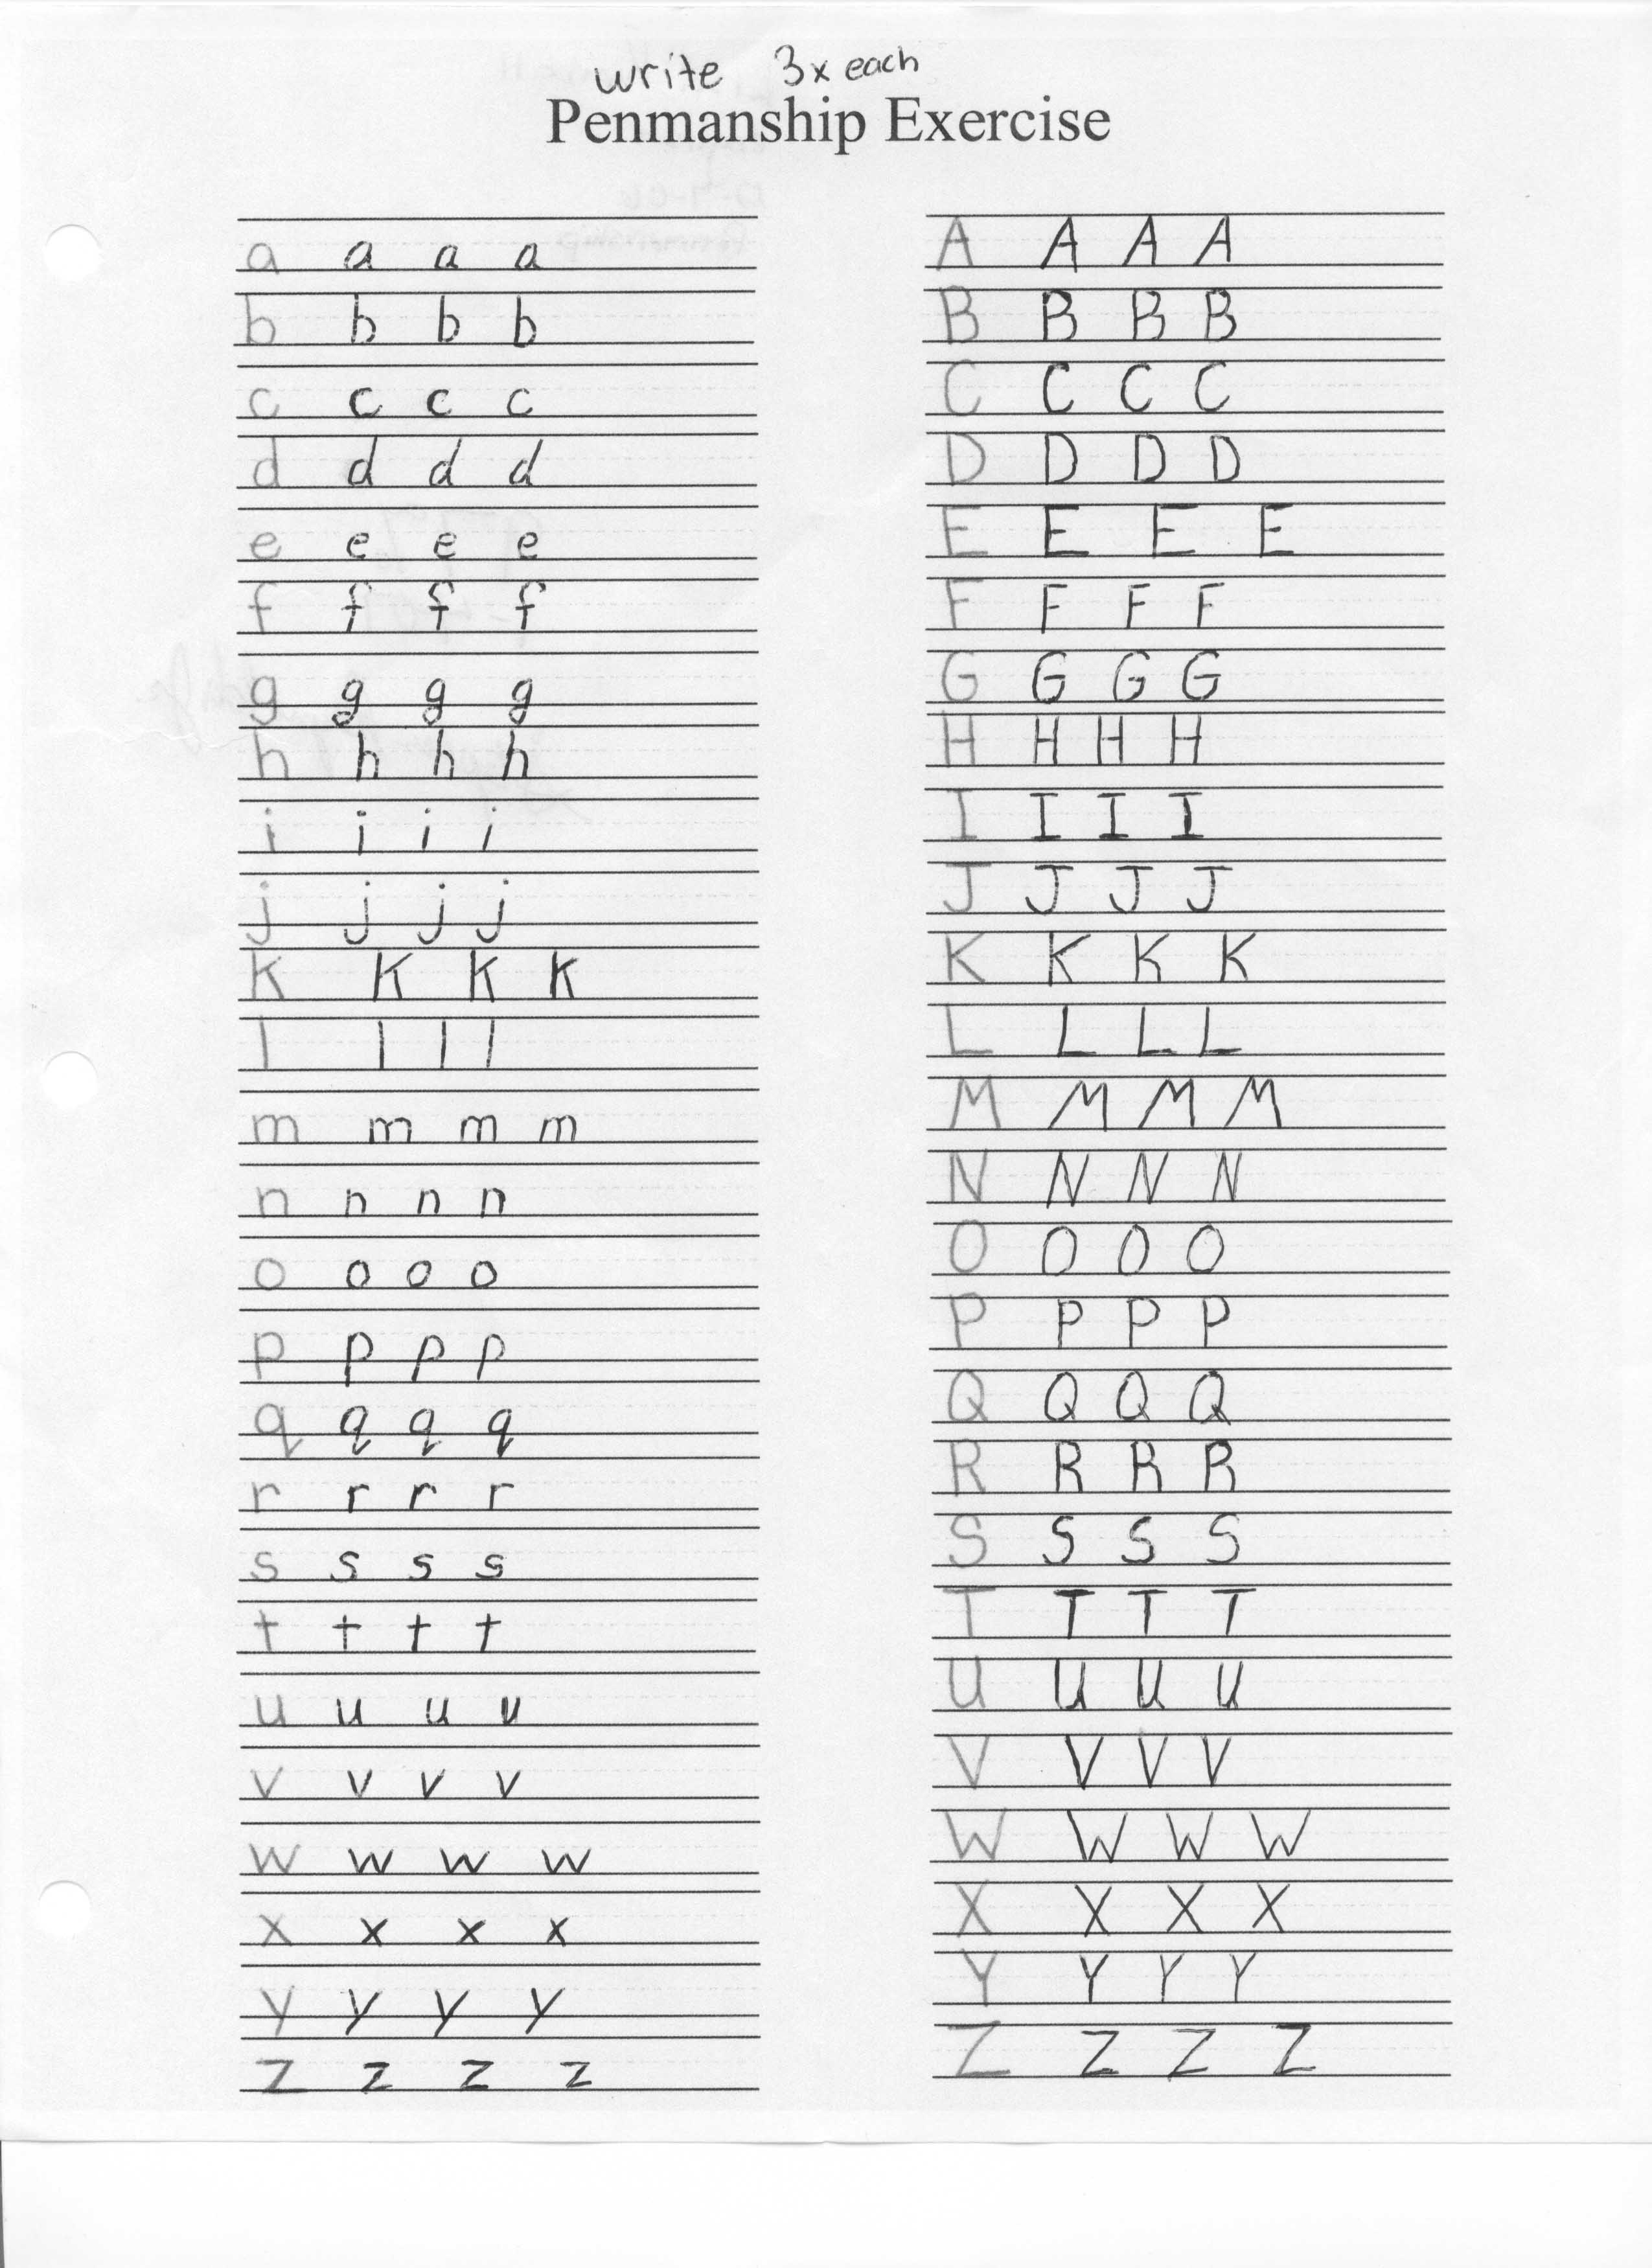 write 3x each
Penmanship Exercise
a a a a
b b b b
c c c c
d d d d
e e e e
f f f f
g g g g
h h h h
i i i i
j j j j
K K K K
l l l l
m m m m
n n n n
o o o o
p p p p
q q q q
r r r r
s s s s
t t t t
u u u u
v v v v
w w w w
x x x x
y y y y
z z z z
A A A A
B B B B
C C C C
D D D D
E E E E
F F F F
G G G G
H H H H
I I I I
J J J J
K K K K
L L L L
M M M M
N N N N
O O O O
P P P P
Q Q Q Q
R R R R
S S S S
T T T T
U U U U
V V V V
W W W W
X X X X
Y Y Y Y
Z Z Z Z